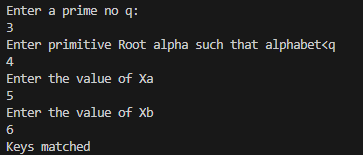 Enter a prime no q:
3
Enter primitive Root alpha such that alphabet<q
4
Enter the value of Xa
5
Enter the value of Xb
6
Keys matched